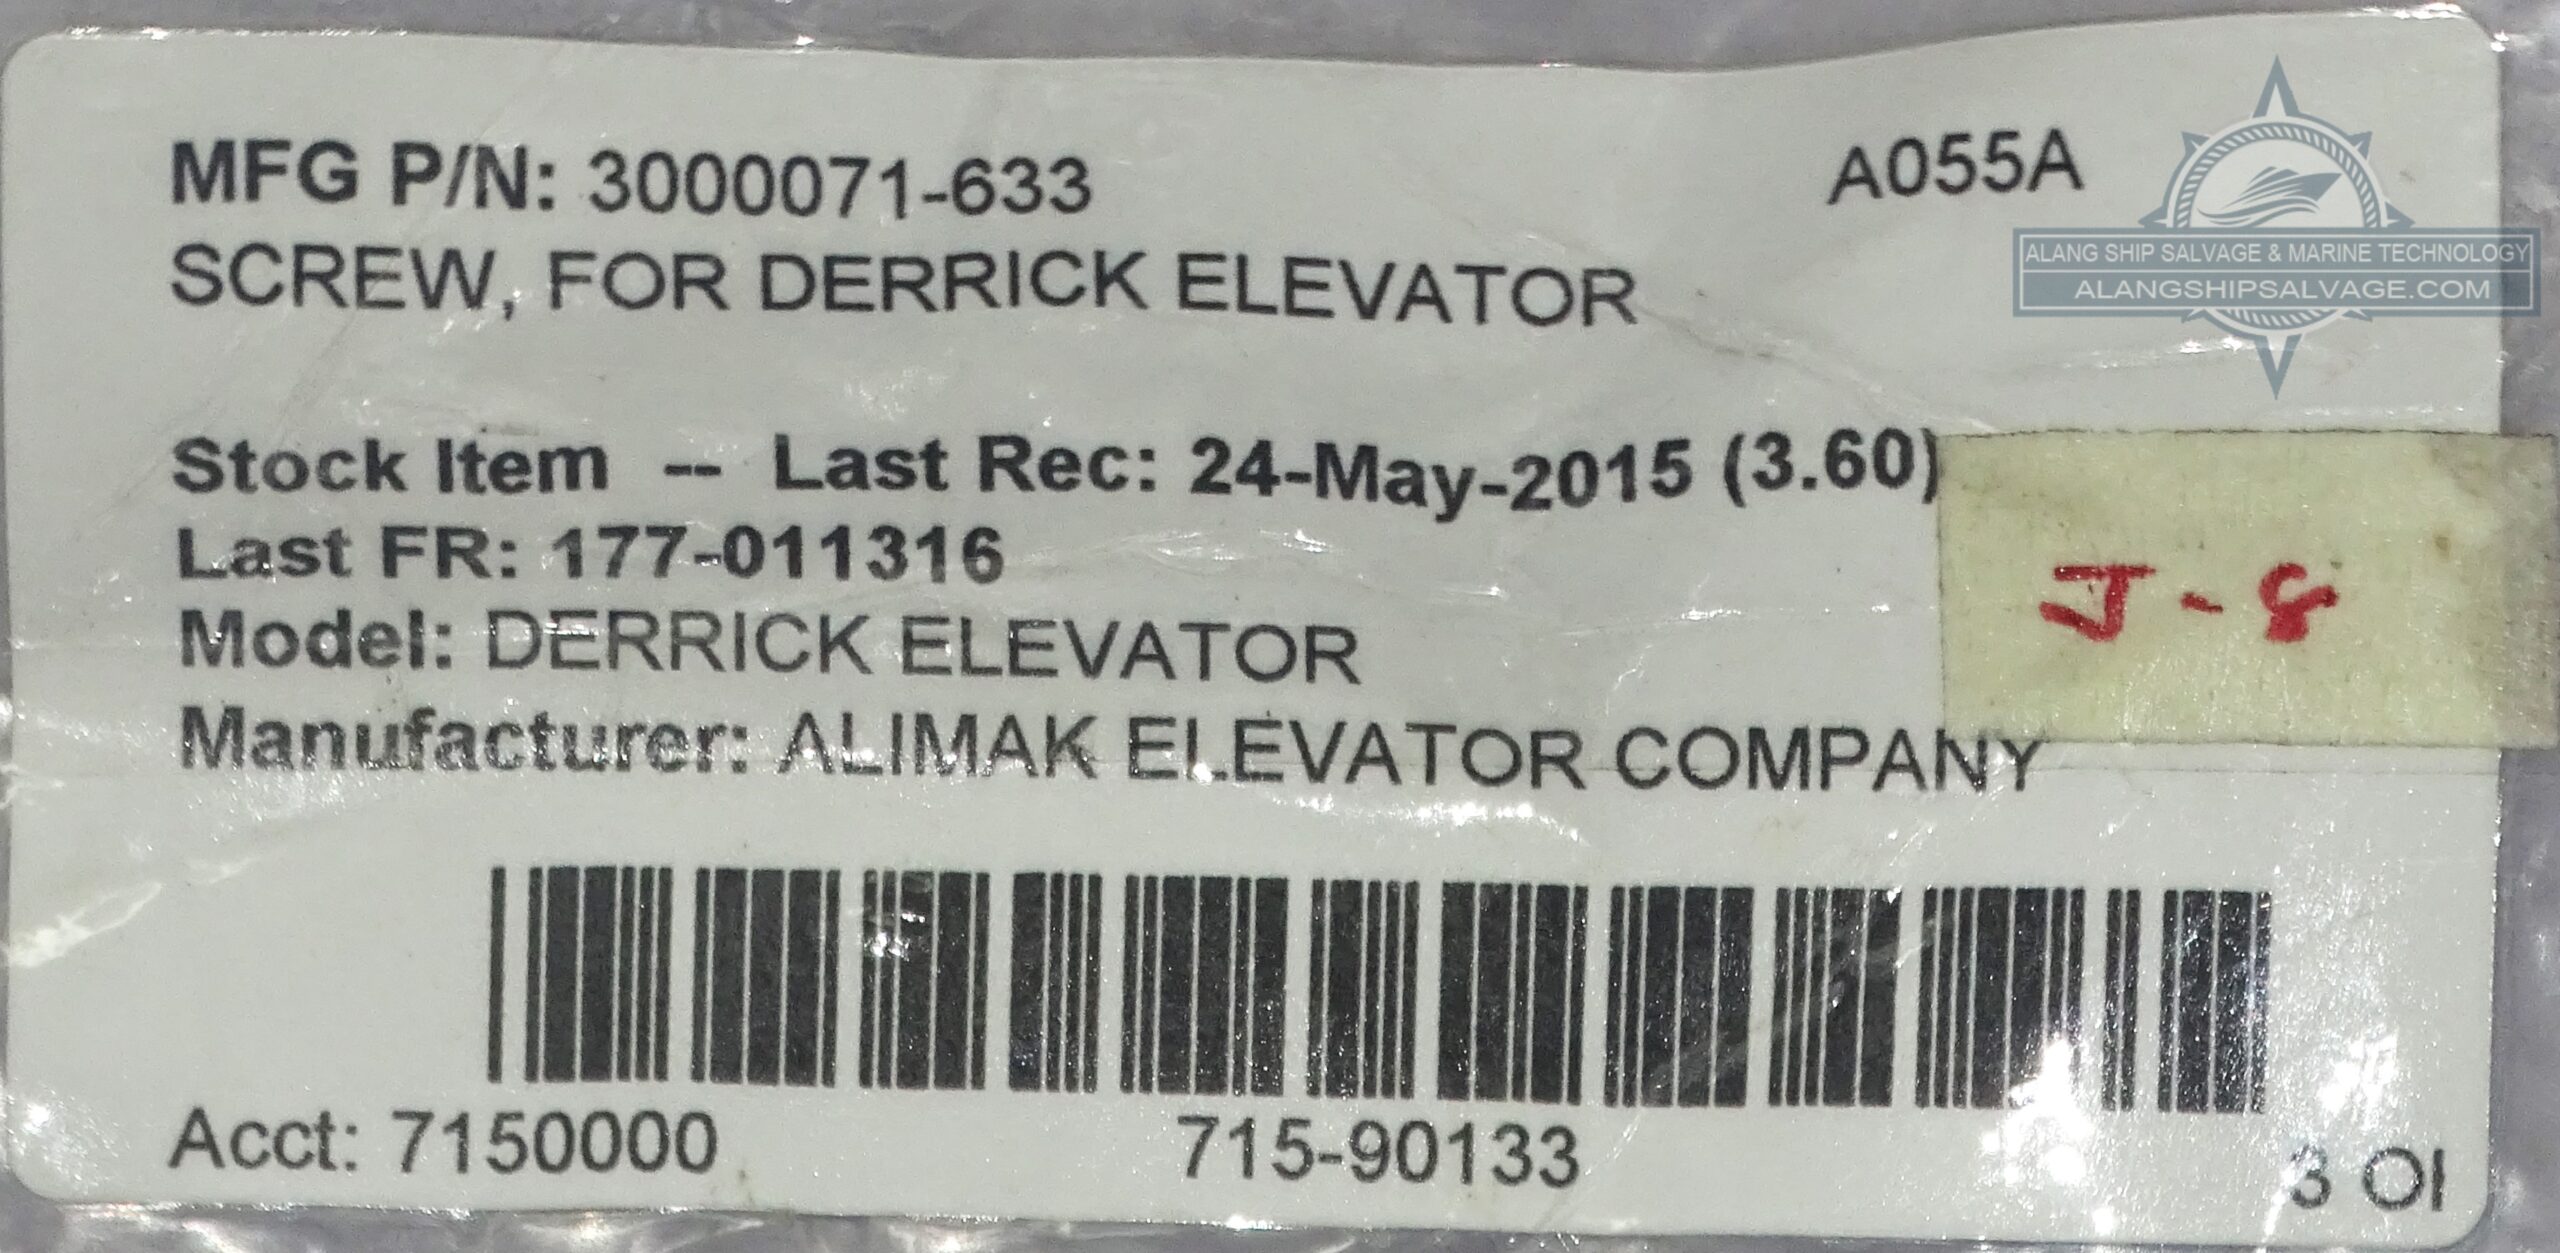 MFG P/N: 3000071-633
A055A
SCREW, FOR DERRICK ELEVATOR
ALANG SHIP SALVAGE & MARINE TECHNOLOGY
ALANGSHIPSALVAGE.COM
Stock Item -- Last Rec: 24-May-2015 (3.60)
Last FR: 177-011316
J-8
Model: DERRICK ELEVATOR
Manufacturer: ALIMAK ELEVATOR COMPANY
Acct: 7150000
715-90133
3 OI